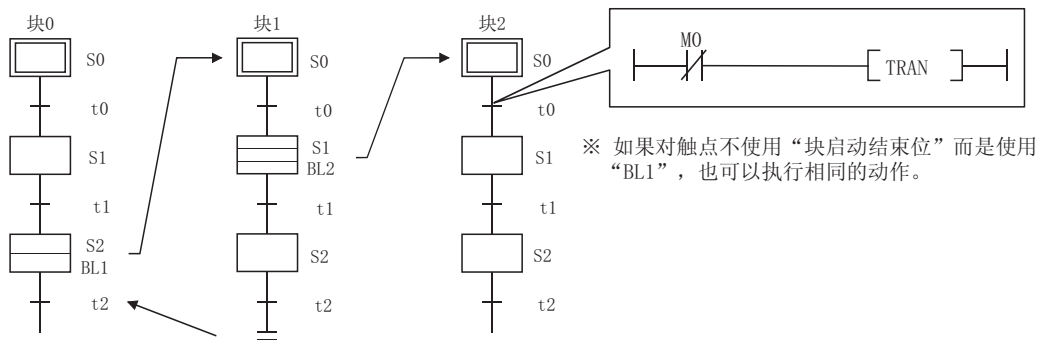 块0
块1
块2
S0
t0
S1
t1
S2
BL1
t2
S0
t0
S1
BL2
t1
S2
t2
S0
t0
S1
t1
S2
t2
M0
TRAN
※ 如果对触点不使用“块启动结束位”而是使用
“BL1”，也可以执行相同的动作。